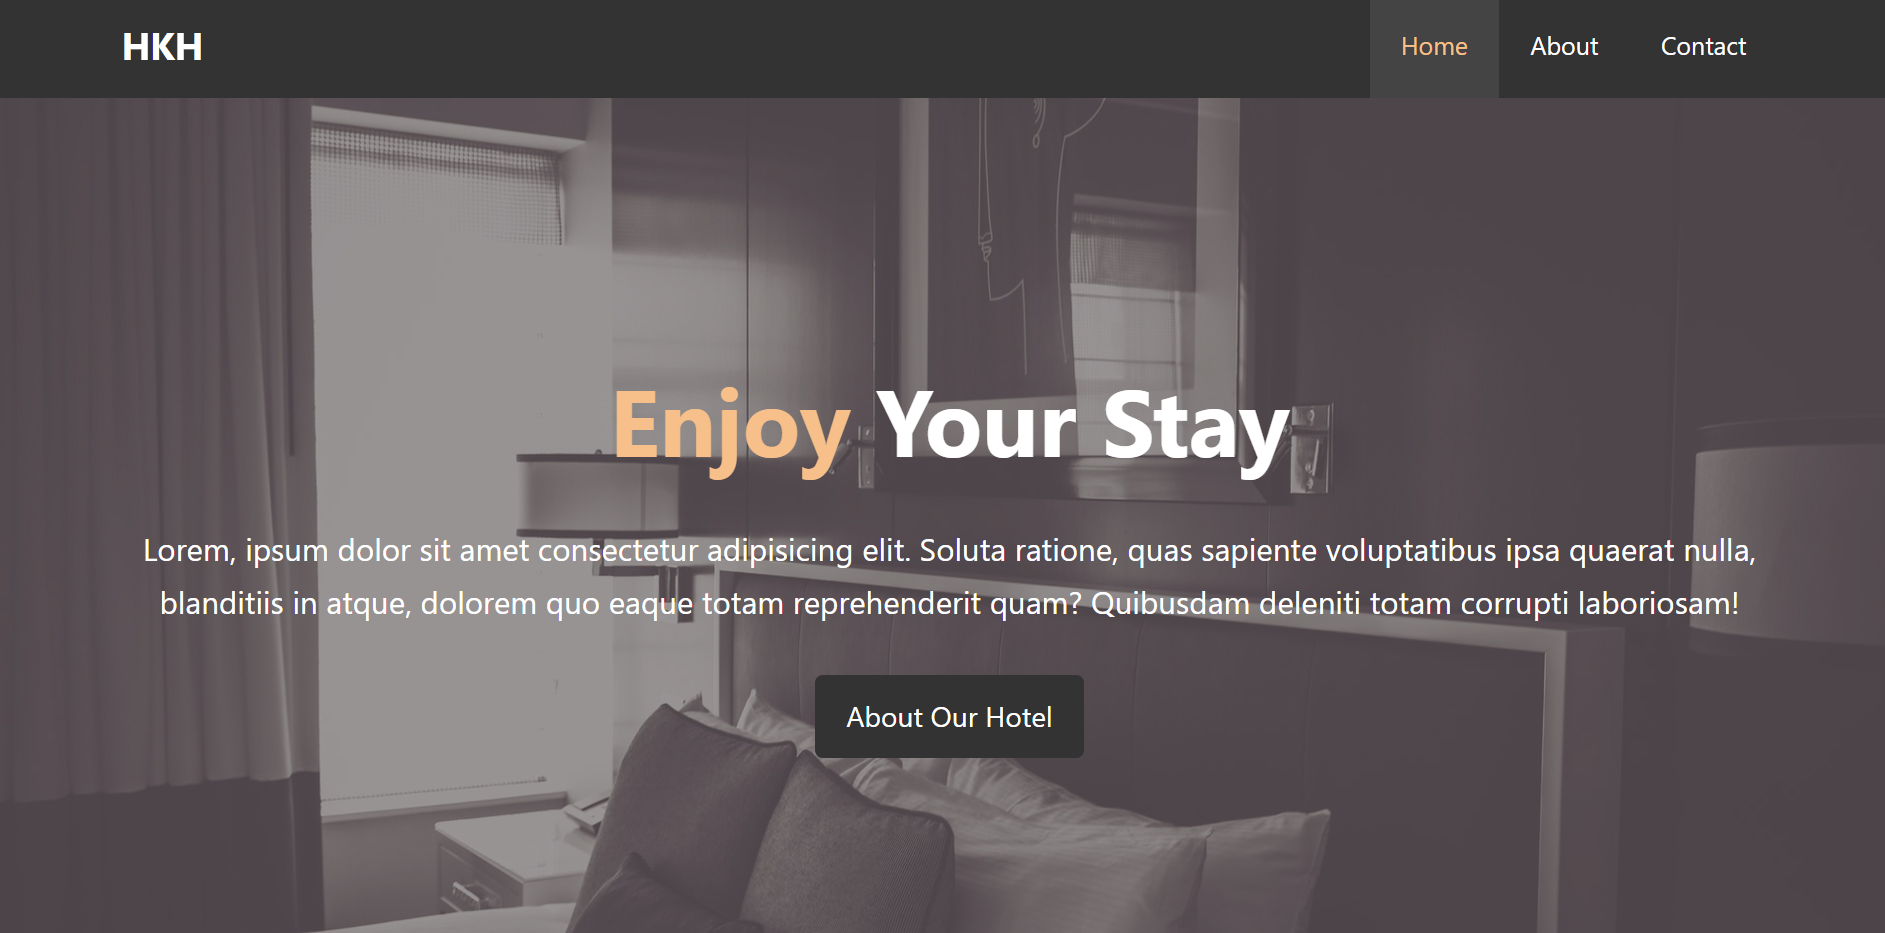 HKH
Home
About
Contact
Enjoy Your Stay
Lorem, ipsum dolor sit amet consectetur adipisicing elit. Soluta ratione, quas sapiente voluptatibus ipsa quaerat nulla,
blanditiis in atque, dolorem quo eaque totam reprehenderit quam? Quibusdam deleniti totam corrupti laboriosam!
About Our Hotel